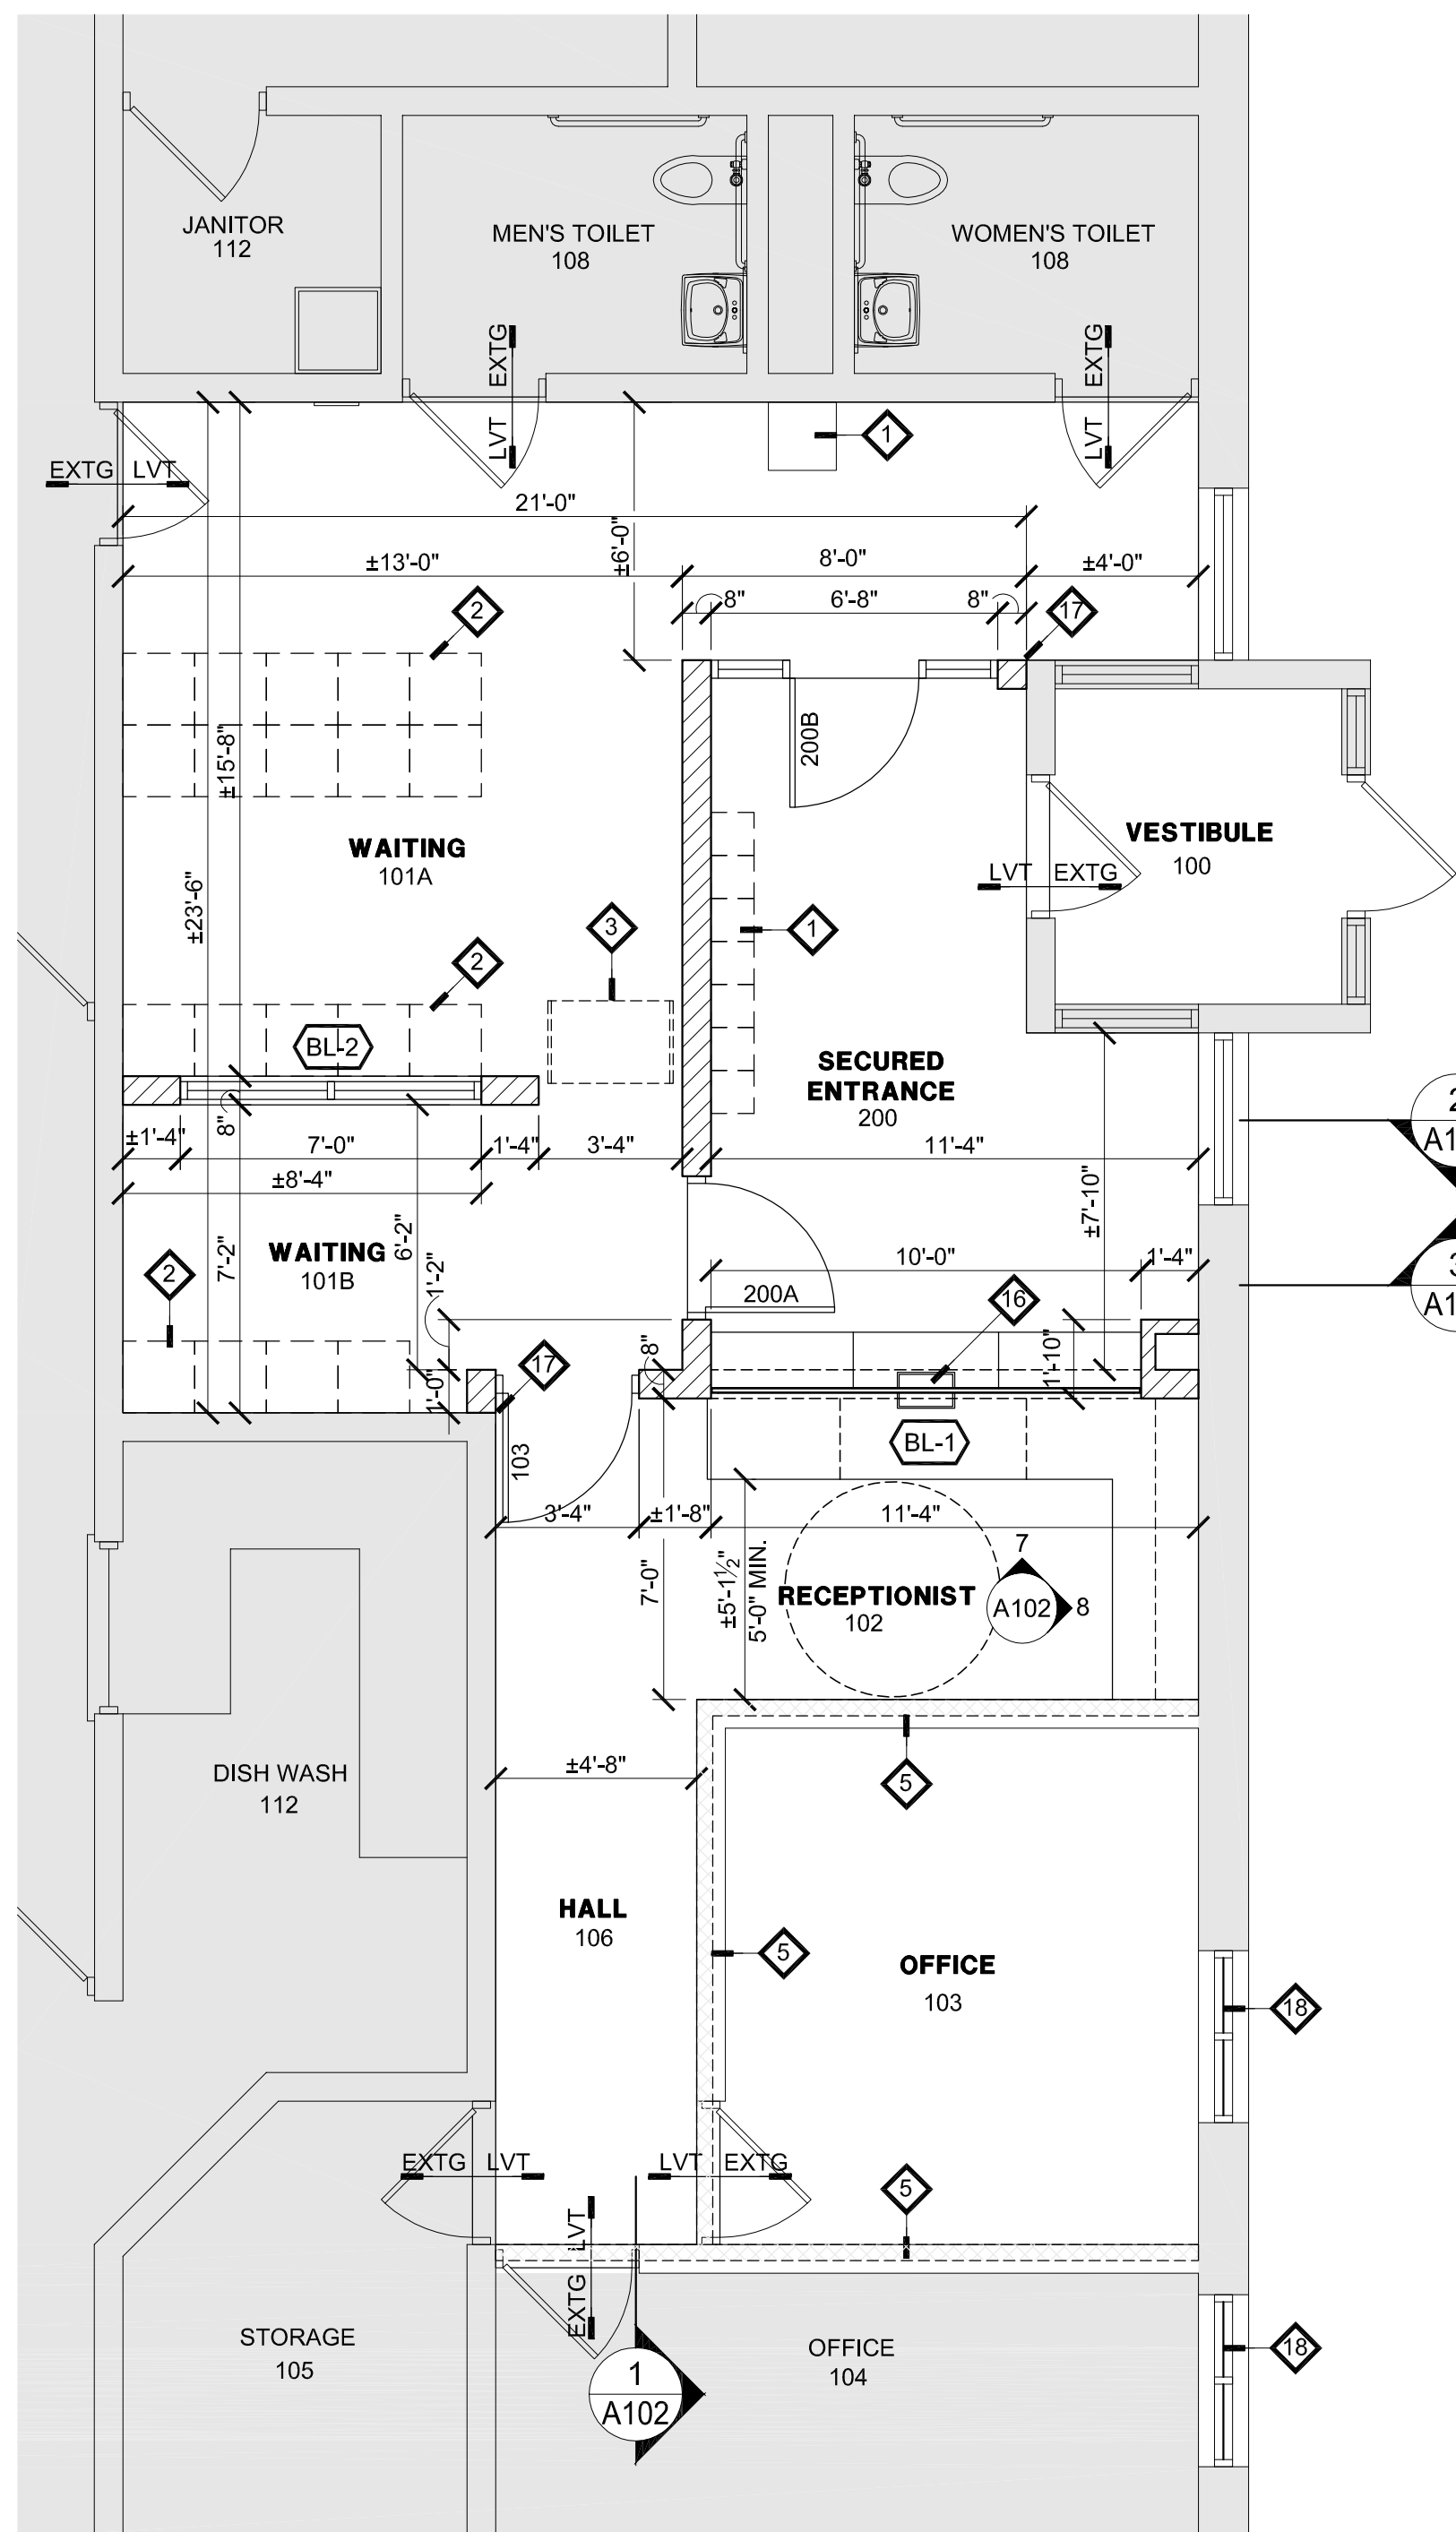 JANITOR
112
MEN'S TOILET
108
WOMEN'S TOILET
108
EXTG
LVT
EXTG
LVT
1
EXTG LVT
21'-0"
±13'-0"
±6'-0"
8'-0"
±4'-0"
8"
6'-8"
8"
17
2
200B
±15'-8"
WAITING
101A
VESTIBULE
100
LVT EXTG
±23'-6"
3
1
2
BL-2
SECURED
ENTRANCE
200
8"
±1'-4"
7'-0"
1'-4"
3'-4"
11'-4"
±8'-4"
±7'-10"
2
3
WAITING
101B
2
7'-2"
6'-2"
1'-2"
10'-0"
1'-4"
200A
16
17
8"
1'-10"
1'-0"
BL-1
103
3'-4"
±1'-8"
11'-4"
7'-0"
±5'-1½"
5'-0" MIN.
RECEPTIONIST
102
7
A102
8
±4'-8"
5
DISH WASH
112
HALL
106
5
OFFICE
103
18
EXTG LVT
LVT EXTG
5
LVT
EXTG
STORAGE
105
OFFICE
104
18
1
A102